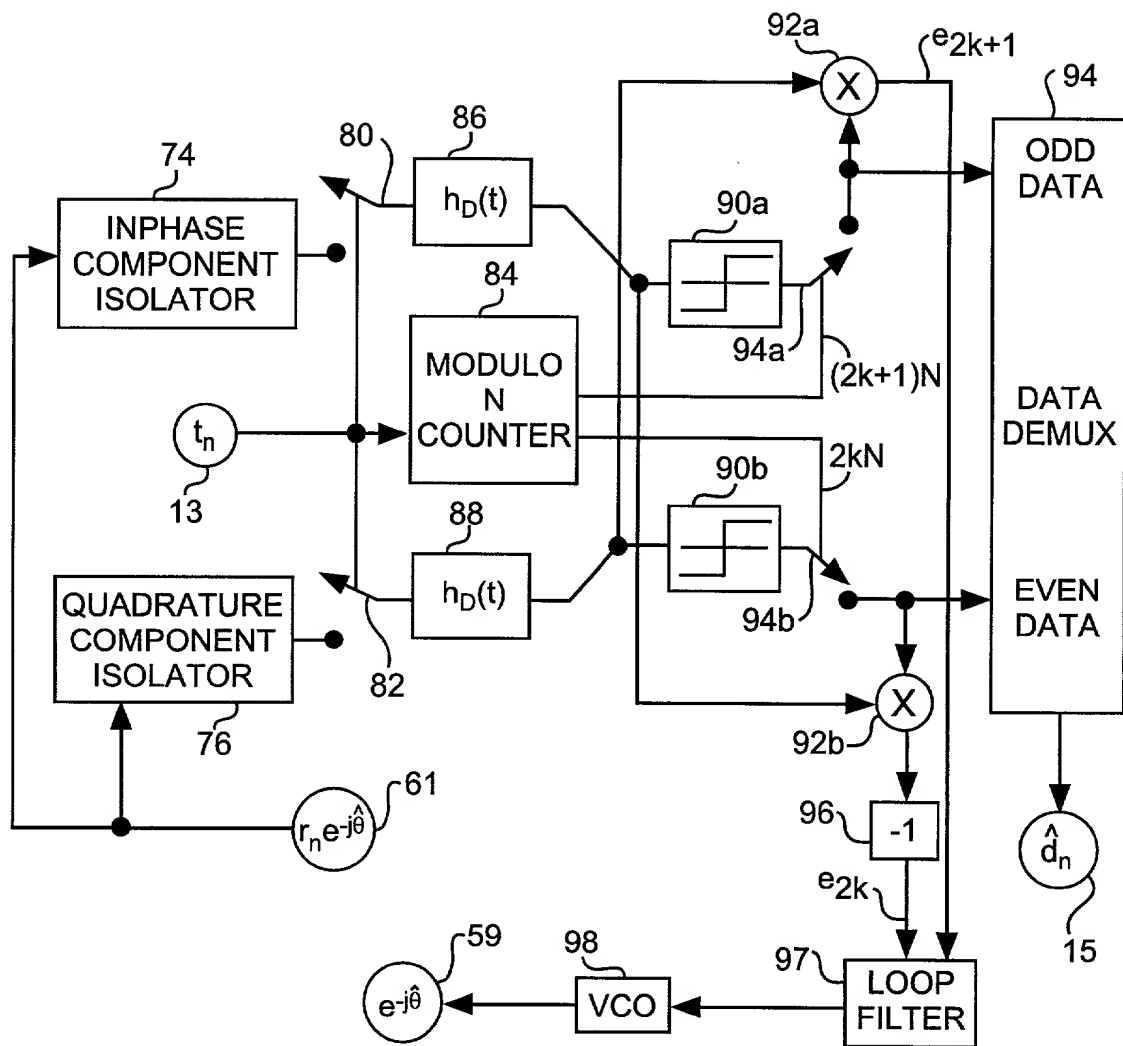 92a
e2k+1
94
80
86
ODD
DATA
74
hD(t)
90a
INPHASE
COMPONENT
ISOLATOR
X
84
94a
MODULO
N
COUNTER
(2k+1)N
DATA
DEMUX
tn
13
2kN
90b
88
hD(t)
EVEN
DATA
QUADRATURE
COMPONENT
ISOLATOR
82
94b
X
76
92b
61
rne-jθ̂
96
-1
d̂n
e2k
15
59
98
97
e-jθ̂
VCO
LOOP
FILTER